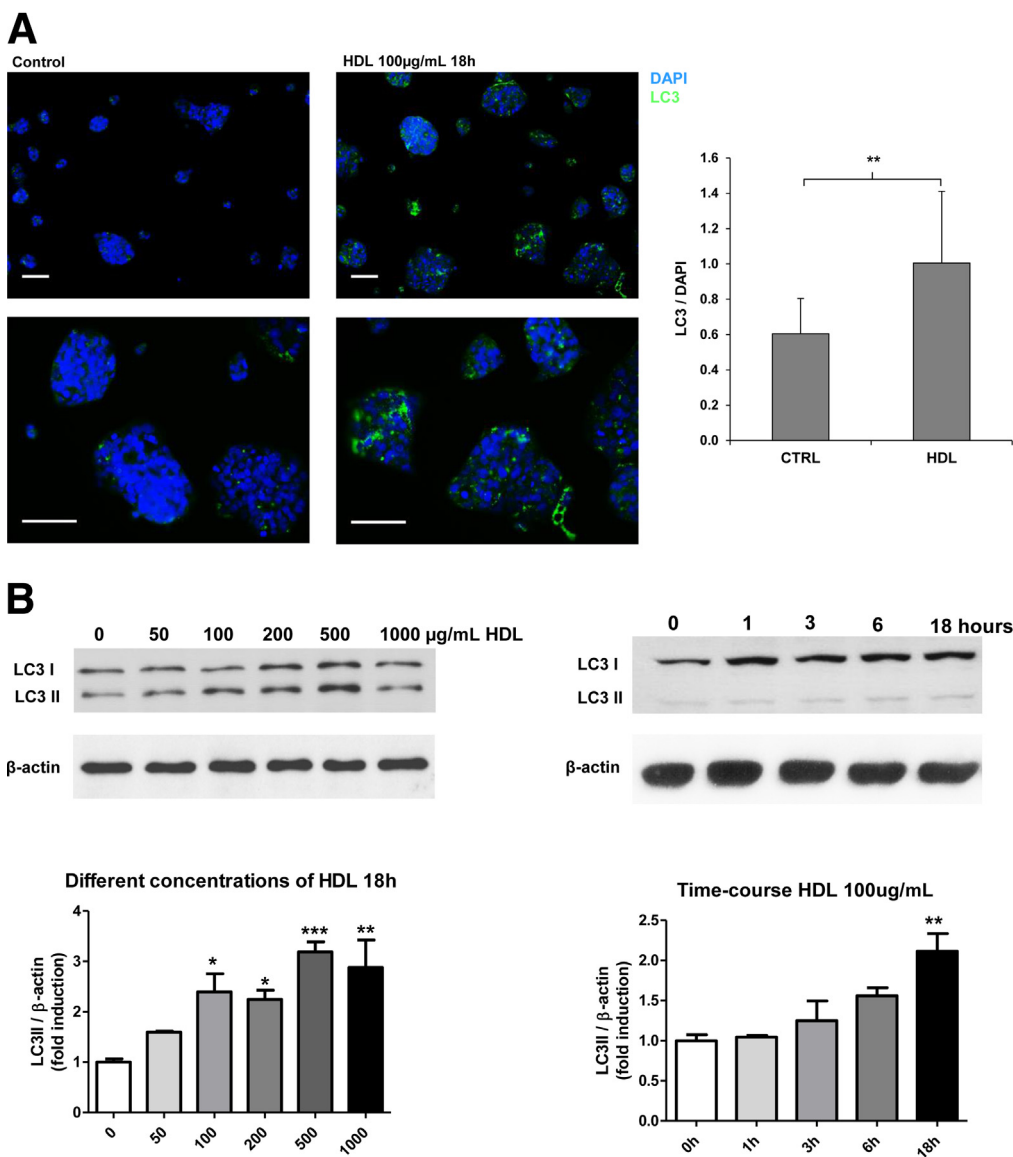 A
Control
HDL 100µg/mL 18h
DAPI
LC3
1.6
1.4
1.2
1.0
0.8
0.6
0.4
0.2
0.0
LC3 / DAPI
**
CTRL HDL
B
0 50 100 200 500 1000 µg/mL HDL
LC3 I
LC3 II
β-actin
0 1 3 6 18 hours
LC3 I
LC3 II
β-actin
Different concentrations of HDL 18h
LC3II / β-actin
(fold induction)
4
3
2
1
0
* * *** **
0 50 100 200 500 1000
Time-course HDL 100ug/mL
LC3II / β-actin
(fold induction)
2.5
2.0
1.5
1.0
0.5
0.0
**
0h 1h 3h 6h 18h